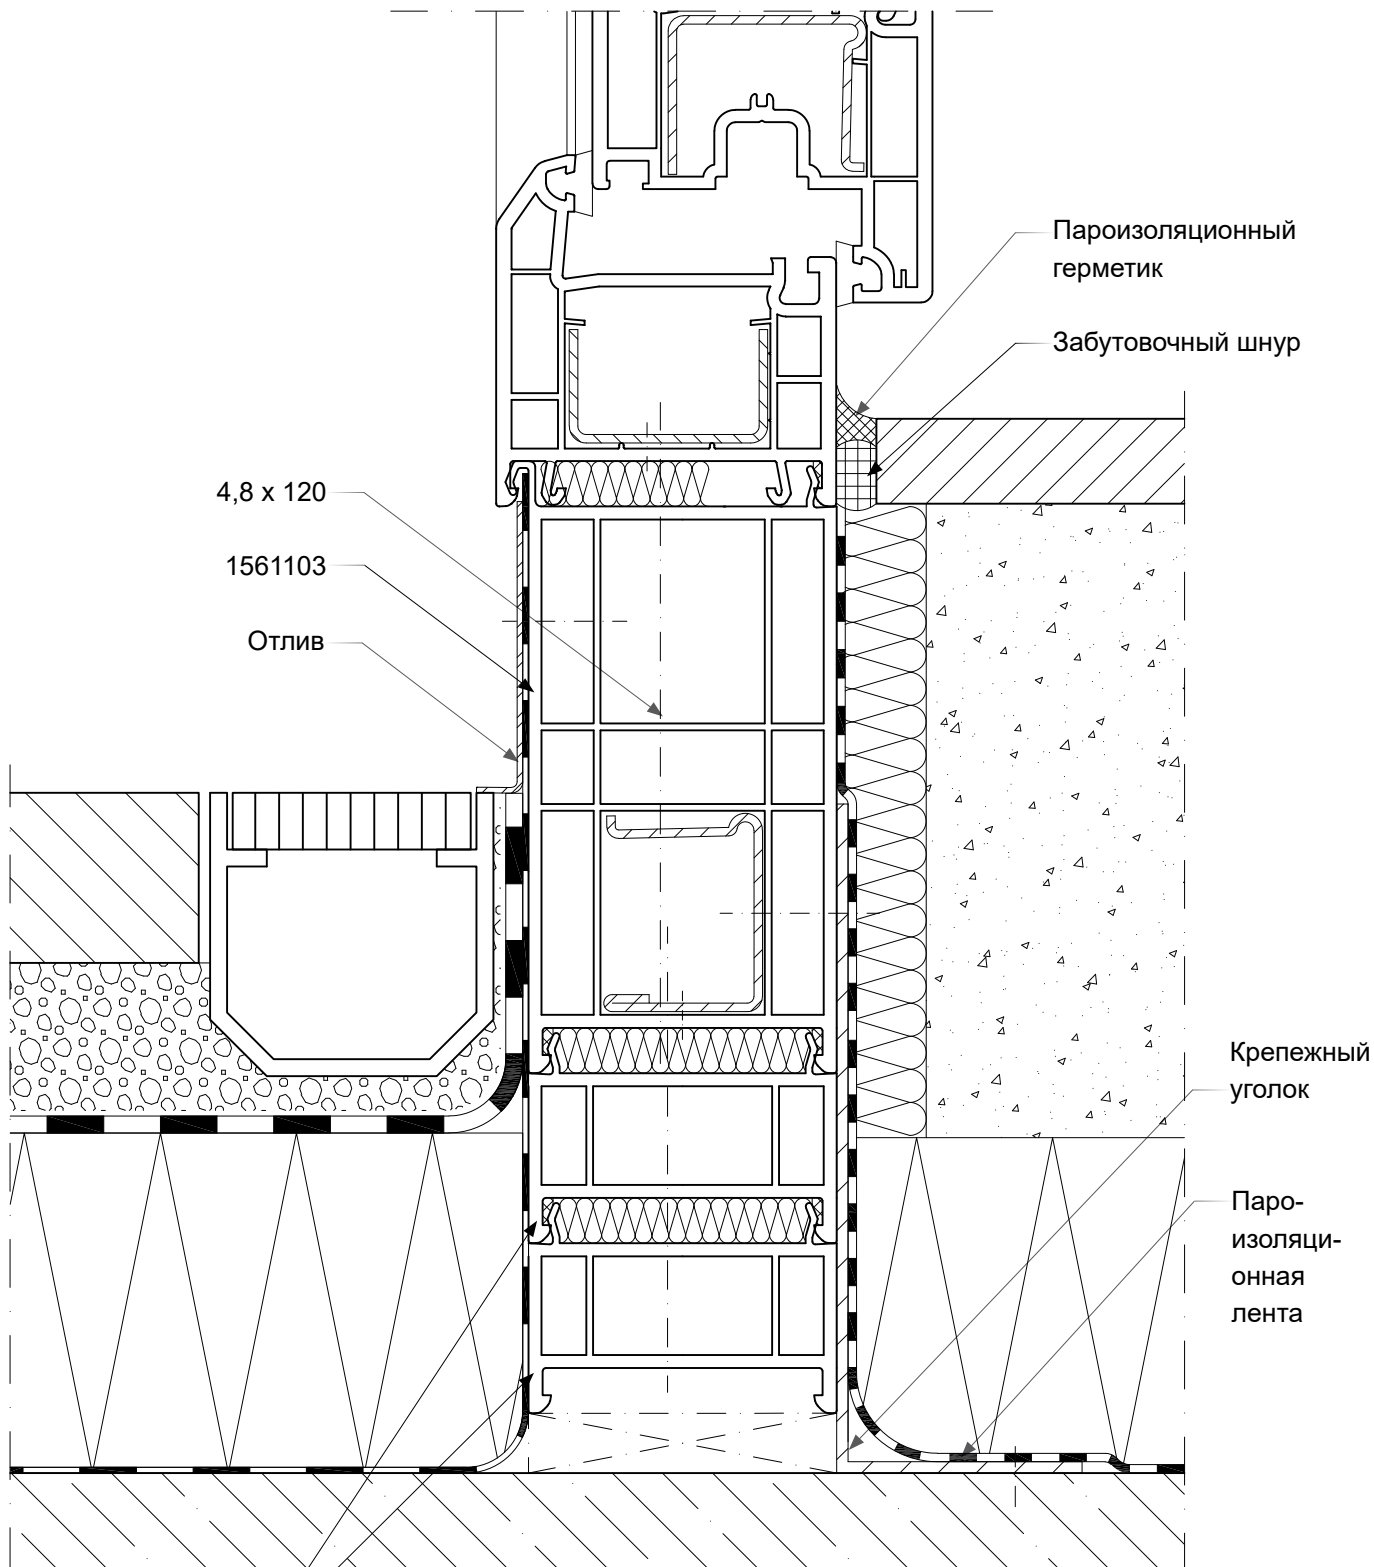 Пароизоляционный
герметик
Забутовочный шнур
4,8 x 120
1561103
Отлив
Крепежный
уголок
Паро-
изоляци-
онная
лента